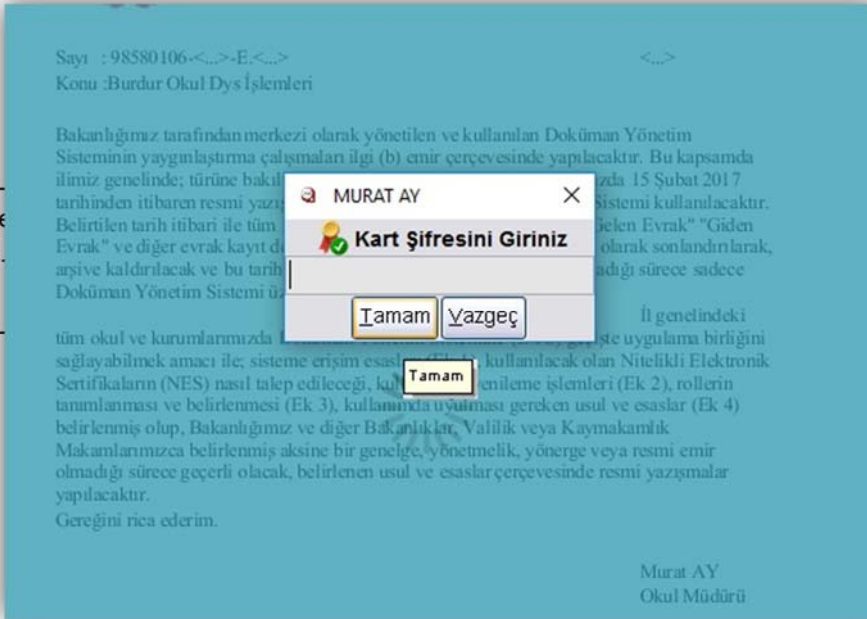 Sayı : 98580106-<...>-E.<...> <...>
Konu :Burdur Okul Dys İşlemleri
Bakanlığımız tarafından merkezi olarak yönetilen ve kullanılan Doküman Yönetim
Sisteminin yaygınlaştırma çalışmaları ilgi (b) emir çerçevesinde yapılacaktır. Bu kapsamda
ilimiz genelinde; türüne bakıl 15 Şubat 2017
tarihinden itibaren resmi yazı Sistemi kullanılacaktır.
Belirtilen tarih itibari ile tüm Evrak" "Giden
Evrak" ve diğer evrak kayıt olarak sonlandırılarak,
arşive kaldırılacak ve bu tarih sürece sadece
Doküman Yönetim Sistemi
MURAT AY
Kart Şifresini Giriniz
Tamam Vazgeç
Tamam
İl genelindeki
tüm okul ve kurumlarımızda uygulama birliğini
sağlayabilmek amacı ile; sisteme erişim kullanılacak olan Nitelikli Elektronik
Sertifikaların (NES) nasıl talep edileceği, yenileme işlemleri (Ek 2), rollerin
tanımlanması ve belirlenmesi (Ek 3), kullanımda uyulması gereken usul ve esaslar (Ek 4)
belirlenmiş olup, Bakanlığımız ve diğer Bakanlıklar, Valilik veya Kaymakamlık
Makamlarımızca belirlenmiş aksine bir genelge, yönetmelik, yönerge veya resmi emir
olmadığı sürece geçerli olacak, belirlenen usul ve esaslar çerçevesinde resmi yazışmalar
yapılacaktır.
Gereğini rica ederim.
Murat AY
Okul Müdürü